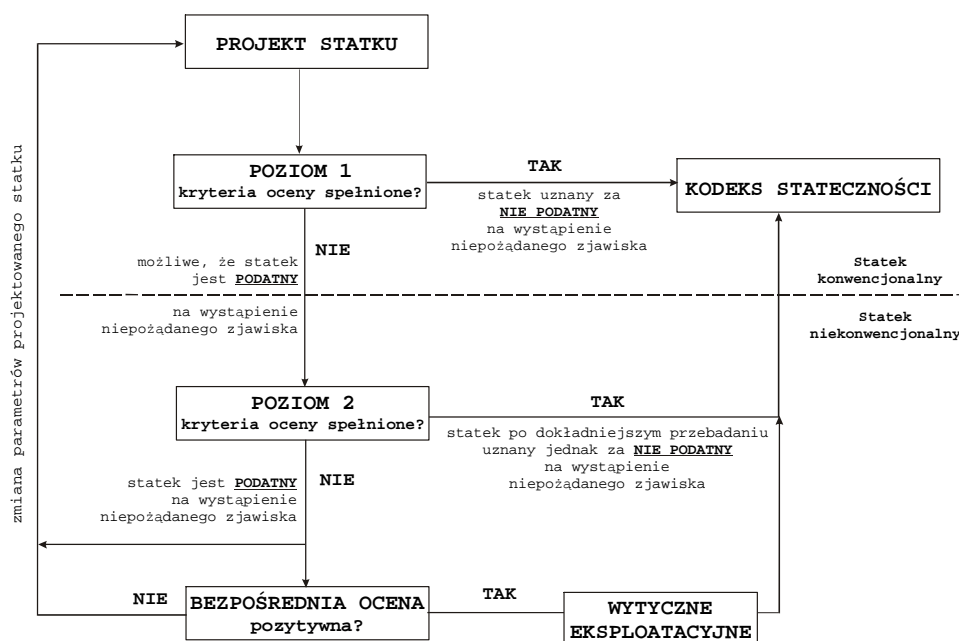 PROJEKT STATKU
POZIOM 1
kryteria oceny spełnione?
TAK
statek uznany za
NIE PODATNY
na wystąpienie
niepożądanego zjawiska
KODEKS STATECZNOŚCI
NIE
możliwe, że statek
jest PODATNY
Statek
konwencjonalny
na wystąpienie
niepożądanego zjawiska
Statek
niekonwencjonalny
zmiana parametrów projektowanego statku
POZIOM 2
kryteria oceny spełnione?
TAK
statek po dokładniejszym przebadaniu
uznany jednak za NIE PODATNY
na wystąpienie
niepożądanego zjawiska
NIE
statek jest PODATNY
na wystąpienie
niepożądanego zjawiska
NIE
BEZPOŚREDNIA OCENA
pozytywna?
TAK
WYTYCZNE
EKSPLOATACYJNE